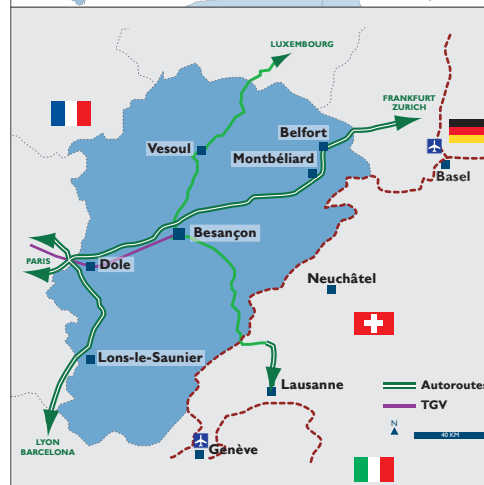 LUXEMBOURG
FRANKFURT
ZURICH
Belfort
Vesoul
Montbéliard
Basel
Besançon
PARIS
Dole
Neuchâtel
Lons-le-Saunier
Lausanne
Autoroutes
TGV
N
40 KM
LYON
BARCELONA
Genève